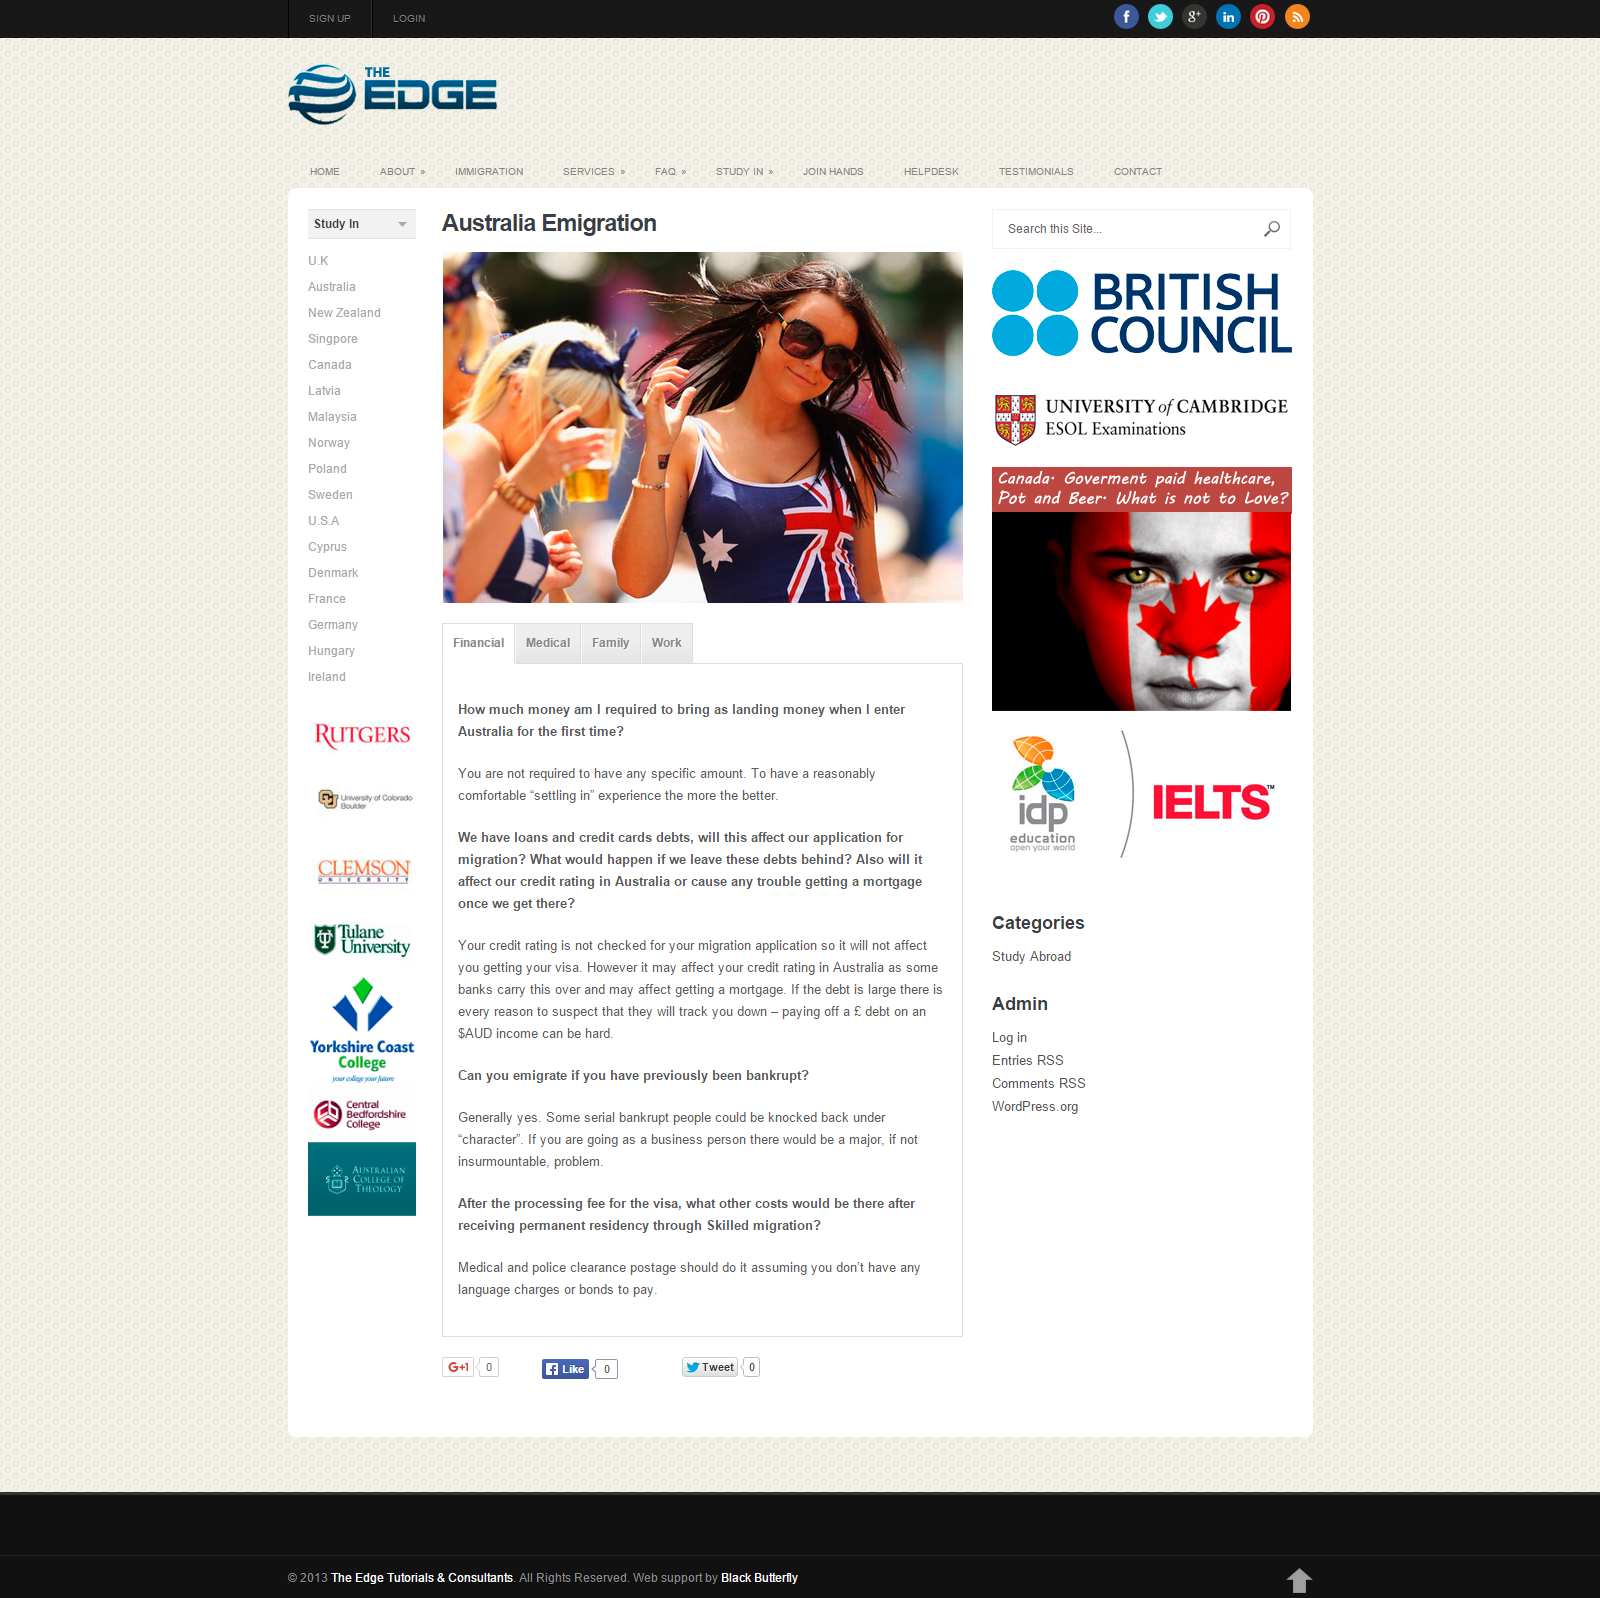 SIGN UP
LOGIN
THE
EDGE
HOME
ABOUT »
IMMIGRATION
SERVICES »
FAQ »
STUDY IN »
JOIN HANDS
HELPDESK
TESTIMONIALS
CONTACT
Study In
U.K
Australia
New Zealand
Singpore
Canada
Latvia
Malaysia
Norway
Poland
Sweden
U.S.A
Cyprus
Denmark
France
Germany
Hungary
Ireland
RUTGERS
University of Colorado
Boulder
CLEMSON
UNIVERSITY
Tulane
University
Yorkshire Coast
College
your college your future
Central
Bedfordshire
College
AUSTRALIAN
COLLEGE OF
THEOLOGY
Australia Emigration
Financial
Medical
Family
Work
How much money am I required to bring as landing money when I enter
Australia for the first time?
You are not required to have any specific amount. To have a reasonably
comfortable “settling in” experience the more the better.
We have loans and credit cards debts, will this affect our application for
migration? What would happen if we leave these debts behind? Also will it
affect our credit rating in Australia or cause any trouble getting a mortgage
once we get there?
Your credit rating is not checked for your migration application so it will not affect
you getting your visa. However it may affect your credit rating in Australia as some
banks carry this over and may affect getting a mortgage. If the debt is large there is
every reason to suspect that they will track you down – paying off a £ debt on an
$AUD income can be hard.
Can you emigrate if you have previously been bankrupt?
Generally yes. Some serial bankrupt people could be knocked back under
“character”. If you are going as a business person there would be a major, if not
insurmountable, problem.
After the processing fee for the visa, what other costs would be there after
receiving permanent residency through Skilled migration?
Medical and police clearance postage should do it assuming you don’t have any
language charges or bonds to pay.
G+1 0
Like 0
Tweet 0
Search this Site...
BRITISH
COUNCIL
UNIVERSITY of CAMBRIDGE
ESOL Examinations
Canada. Goverment paid healthcare,
Pot and Beer. What is not to Love?
idp
education
open your world
IELTS™
Categories
Study Abroad
Admin
Log in
Entries RSS
Comments RSS
WordPress.org
© 2013 The Edge Tutorials & Consultants. All Rights Reserved. Web support by Black Butterfly